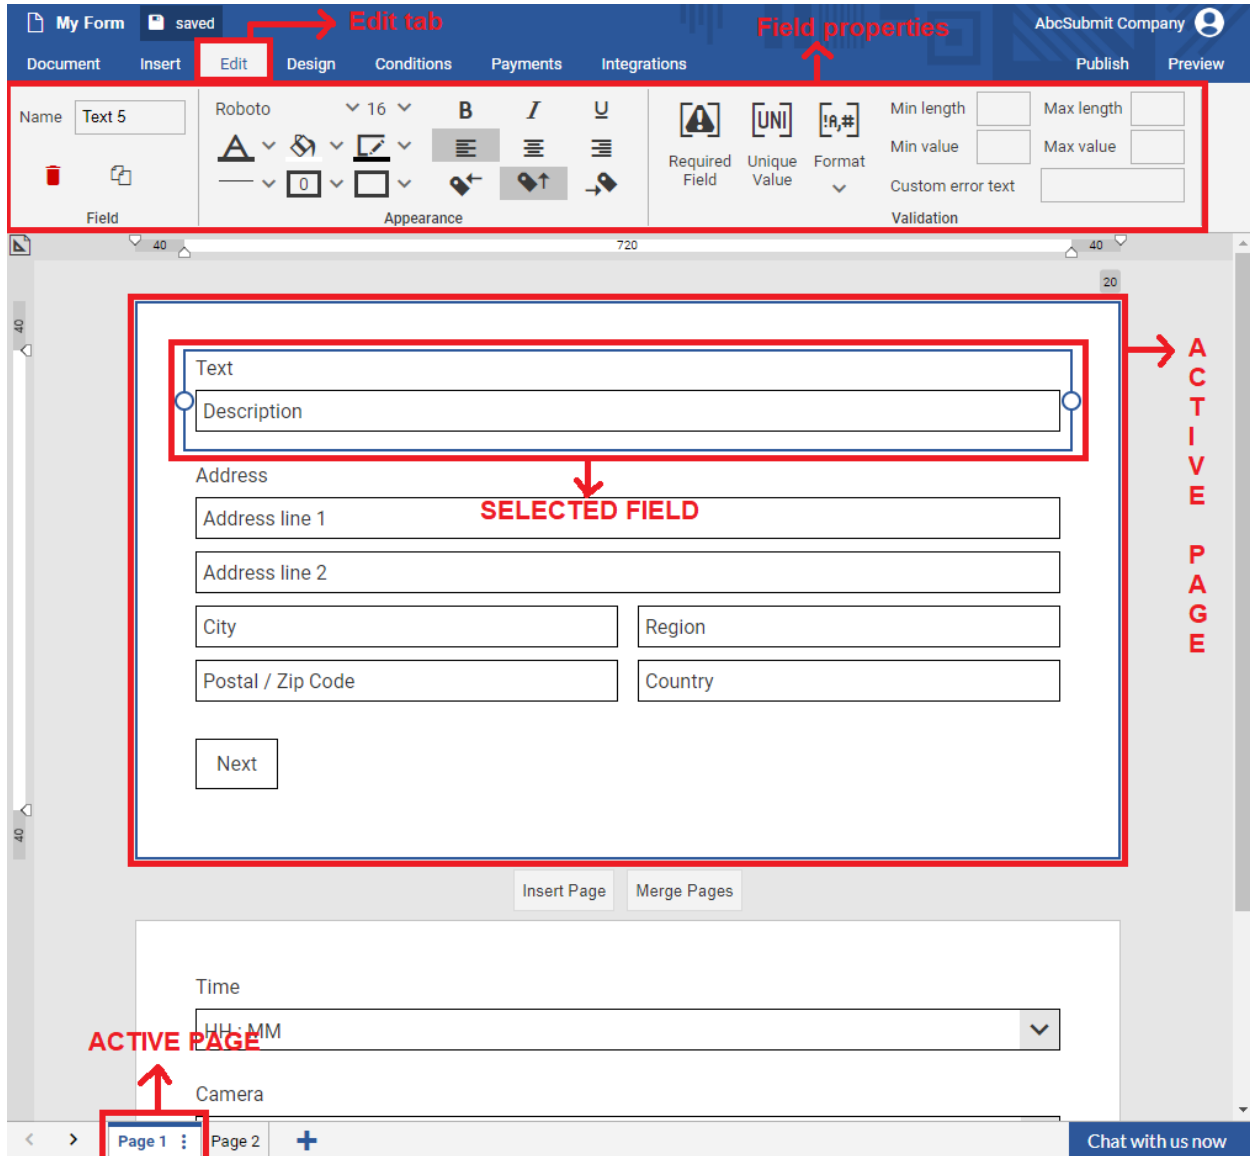 My Form saved Edit tab Field properties AbcSubmit Company
Document Insert Edit Design Conditions Payments Integrations Publish Preview
Name Text 5 Roboto 16 B I U Min length Max length
UNI !A,#
Min value Max value
Required Field Unique Value Format
0 Custom error text
Field Appearance Validation
40 720 40
20
40
Text
Description
ACTIVE PAGE
Address
SELECTED FIELD
Address line 1
Address line 2
City Region
Postal / Zip Code Country
Next
40
Insert Page Merge Pages
Time
HH : MM
ACTIVE PAGE
Camera
Page 1 Page 2 + Chat with us now